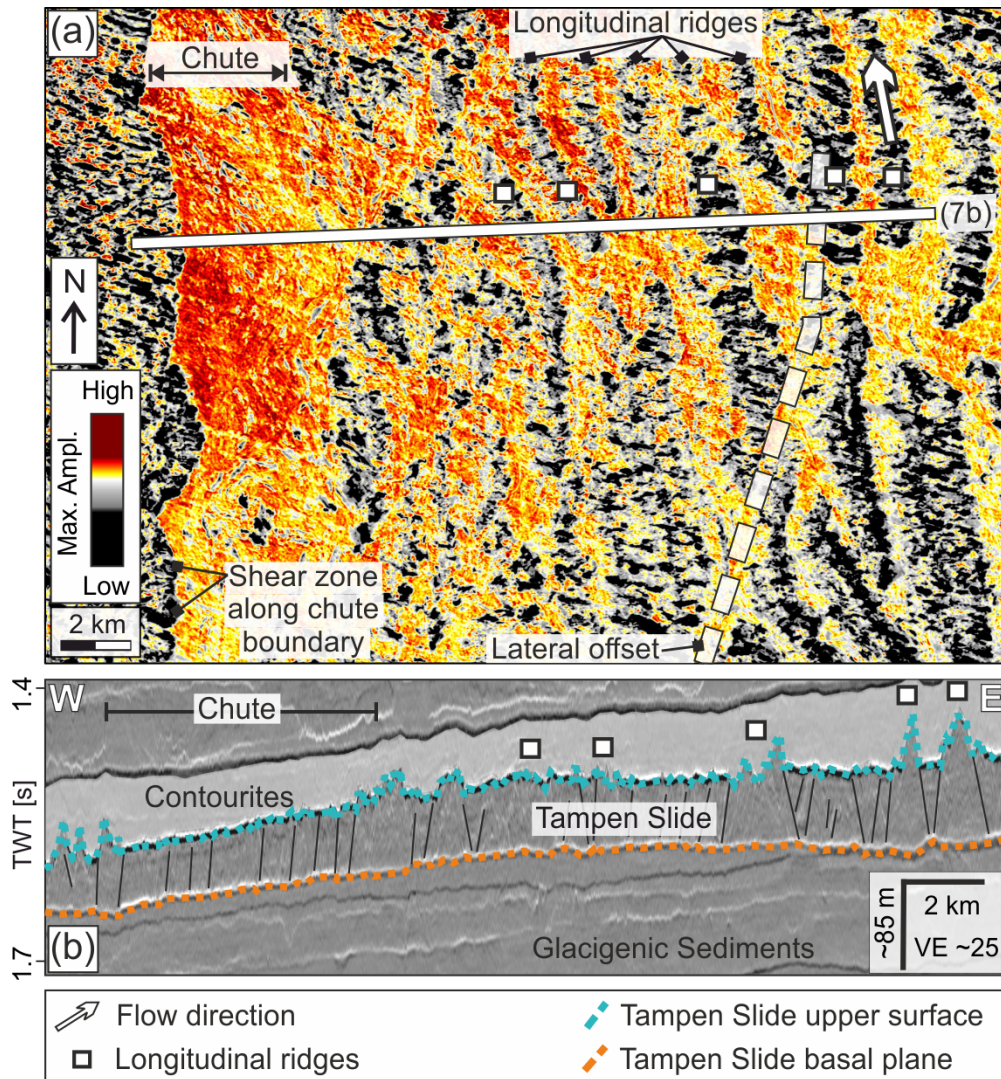 (a)
Chute
Longitudinal ridges
(7b)
N
High
Max. Ampl.
Low
2 km
Shear zone
along chute
boundary
Lateral offset
1.4
W
E
Chute
Contourites
TWT [s]
Tampen Slide
(b)
Glacigenic Sediments
~85 m
2 km
VE ~25
1.7
Flow direction
Tampen Slide upper surface
Longitudinal ridges
Tampen Slide basal plane